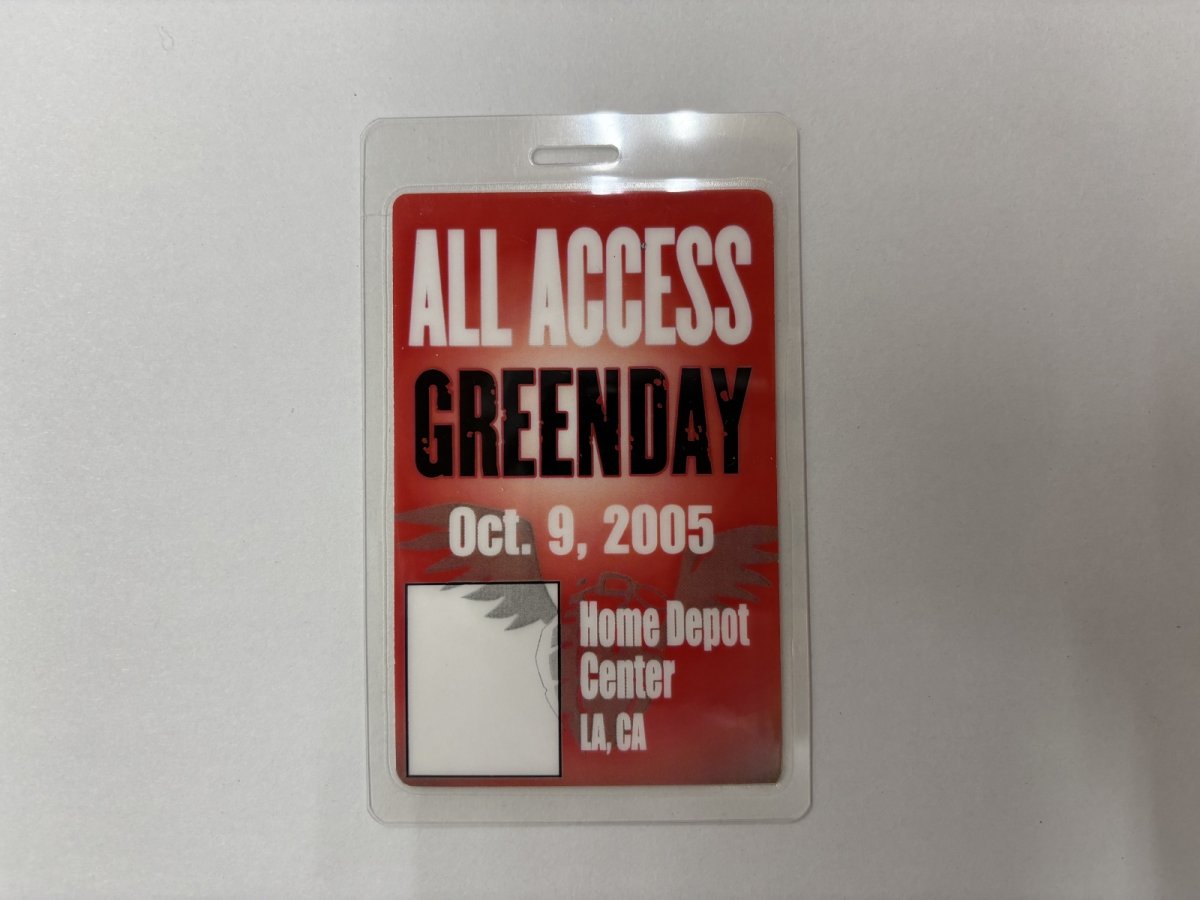 ALL ACCESS
GREENDAY
Oct. 9, 2005
Home Depot
Center
LA, CA